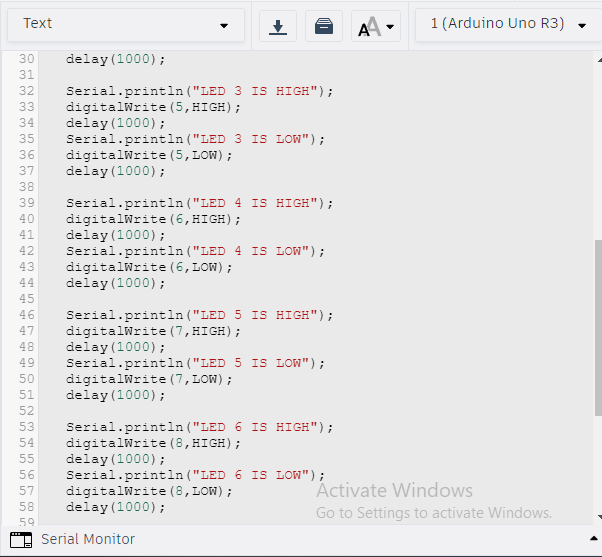 Text
1 (Arduino Uno R3)
30 delay(1000);
31
32 Serial.println("LED 3 IS HIGH");
33 digitalWrite(5,HIGH);
34 delay(1000);
35 Serial.println("LED 3 IS LOW");
36 digitalWrite(5,LOW);
37 delay(1000);
38
39 Serial.println("LED 4 IS HIGH");
40 digitalWrite(6,HIGH);
41 delay(1000);
42 Serial.println("LED 4 IS LOW");
43 digitalWrite(6,LOW);
44 delay(1000);
45
46 Serial.println("LED 5 IS HIGH");
47 digitalWrite(7,HIGH);
48 delay(1000);
49 Serial.println("LED 5 IS LOW");
50 digitalWrite(7,LOW);
51 delay(1000);
52
53 Serial.println("LED 6 IS HIGH");
54 digitalWrite(8,HIGH);
55 delay(1000);
56 Serial.println("LED 6 IS LOW");
57 digitalWrite(8,LOW);
58 delay(1000);
59
Activate Windows
Go to Settings to activate Windows.
Serial Monitor